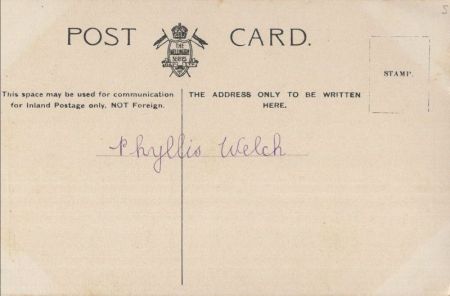 POST CARD.
THE
WELLINGTON
SERIES
STAMP.
This space may be used for communication
for Inland Postage only, NOT Foreign.
THE ADDRESS ONLY TO BE WRITTEN
HERE.
Phyllis Welch